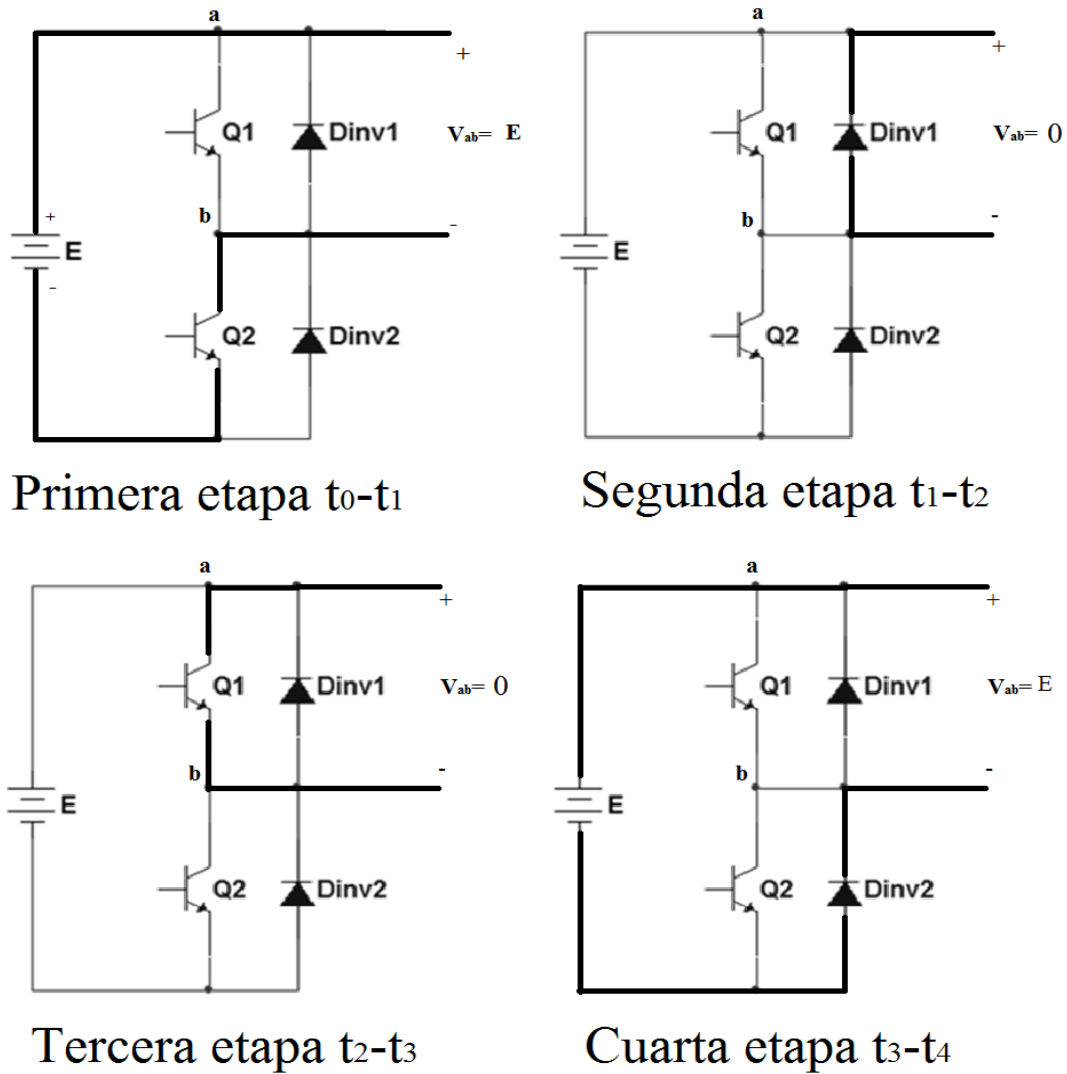 a
+
Q1
Dinv1
Vab= E
b
-
+
E
-
Q2
Dinv2
Primera etapa t0-t1
a
+
Q1
Dinv1
Vab= 0
b
-
E
Q2
Dinv2
Segunda etapa t1-t2
a
+
Q1
Dinv1
Vab= 0
b
-
E
Q2
Dinv2
Tercera etapa t2-t3
a
+
Q1
Dinv1
Vab= E
b
-
E
Q2
Dinv2
Cuarta etapa t3-t4